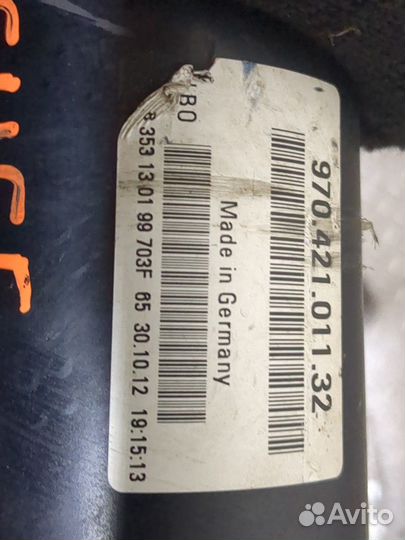 970.421.011.32
Made in Germany
BO
8 353 13 01 99 703F 65 30.10.12 19:15:13
Avito